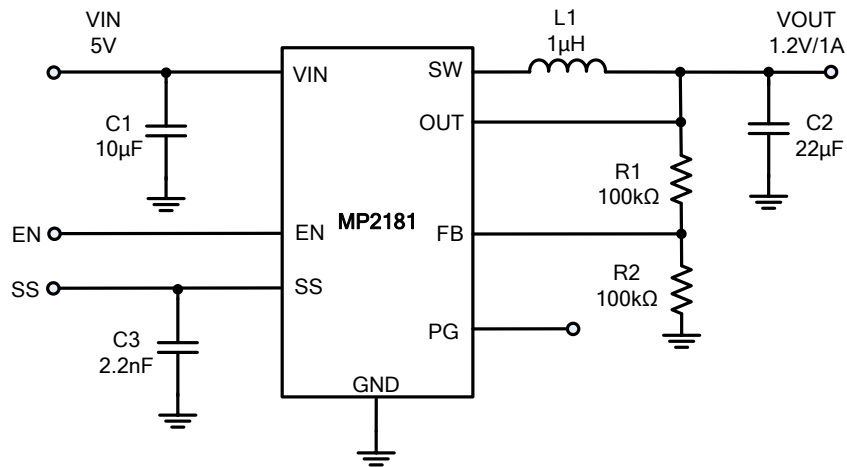 VIN
5V
L1
1μH
VOUT
1.2V/1A
VIN
SW
OUT
C1
10μF
C2
22μF
R1
100kΩ
MP2181
EN
EN
FB
SS
SS
R2
100kΩ
C3
2.2nF
PG
GND